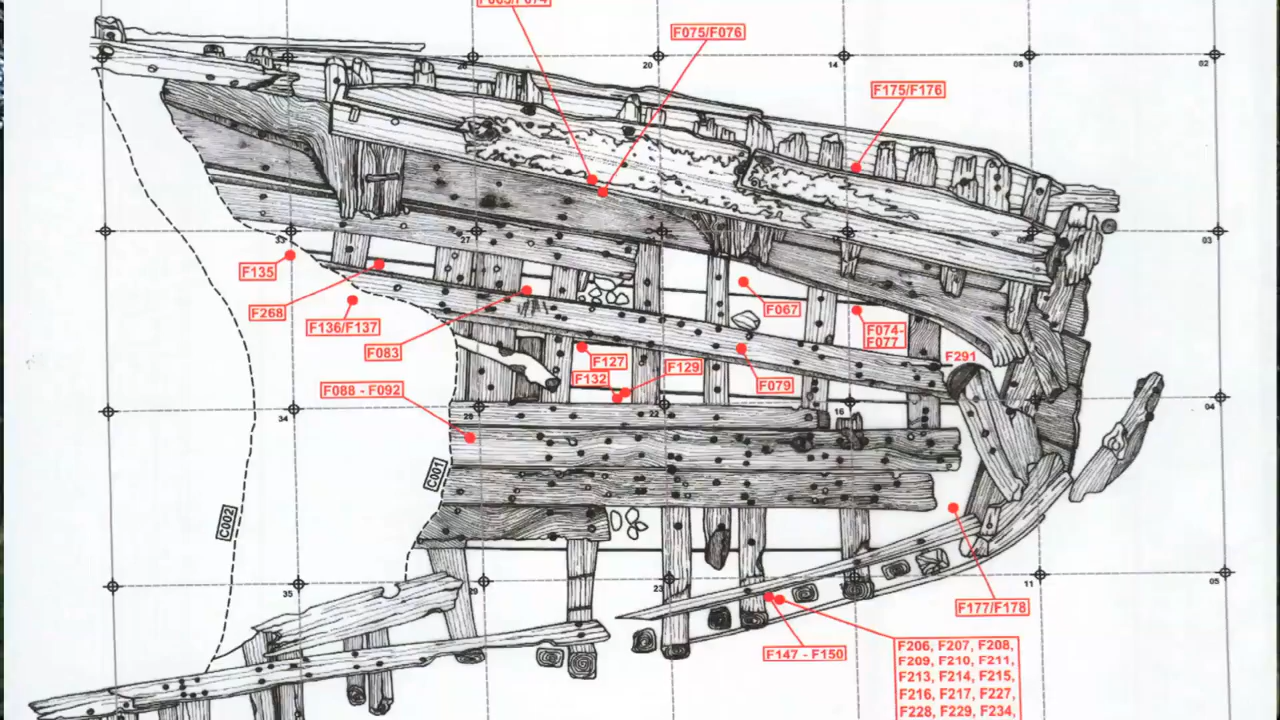 F075/F076
F175/F176
26
20
14
08
02
27
09
03
F135
F268
F136/F137
F083
F067
F074-
F077
F127
F132
F129
F079
F291
F088 - F092
34
28
22
16
04
C001
C002
35
29
23
11
05
F177/F178
F147 - F150
F206, F207, F208,
F209, F210, F211,
F213, F214, F215,
F216, F217, F227,
F228, F229, F234,